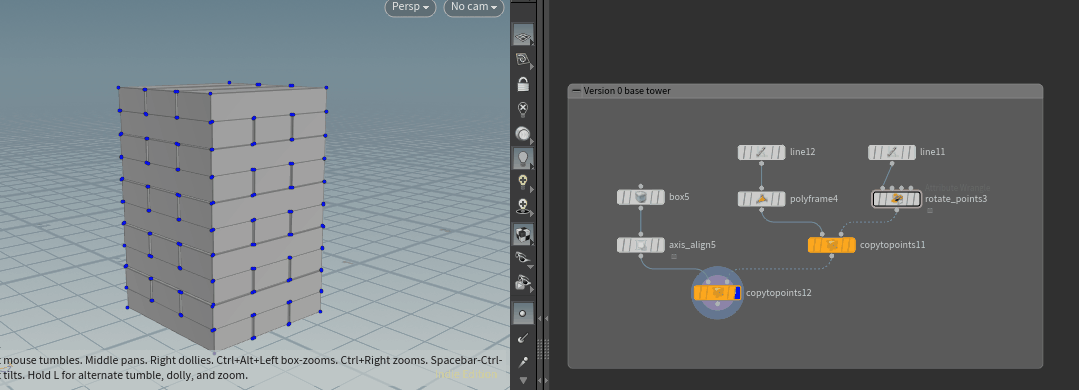 Persp
No cam
Version 0 base tower
line12
line11
Attribute Wrangle
box5
polyframe4
rotate_points3
axis_align5
copytopoints11
copytopoints12
mouse tumbles. Middle pans. Right dollies. Ctrl+Alt+Left box-zooms. Ctrl+Right zooms. Spacebar-Ctrl-
tilts. Hold L for alternate tumble, dolly, and zoom.